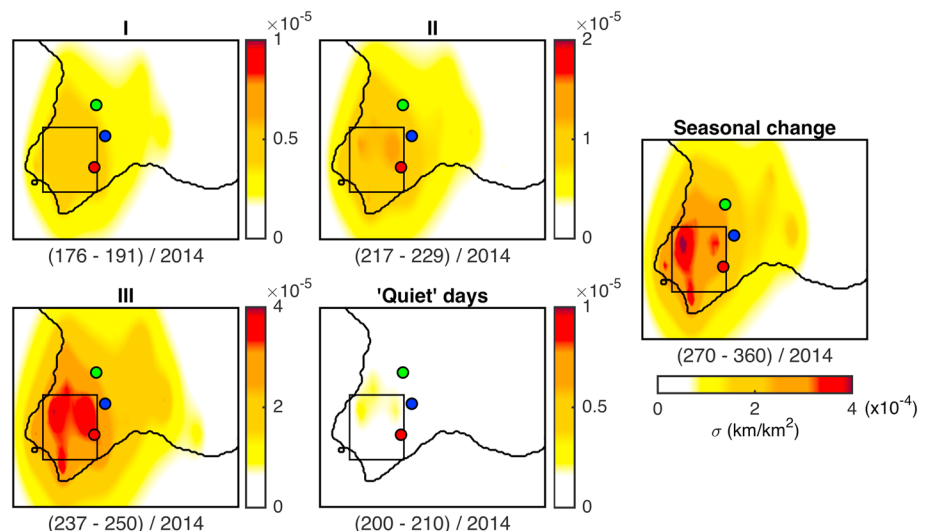 I
×10⁻⁵
1
0.5
0
(176 - 191) / 2014
II
×10⁻⁵
2
1
0
(217 - 229) / 2014
III
×10⁻⁵
4
2
0
(237 - 250) / 2014
'Quiet' days
×10⁻⁵
1
0.5
0
(200 - 210) / 2014
Seasonal change
(270 - 360) / 2014
0 2 4 (x10⁻⁴)
σ (km/km²)